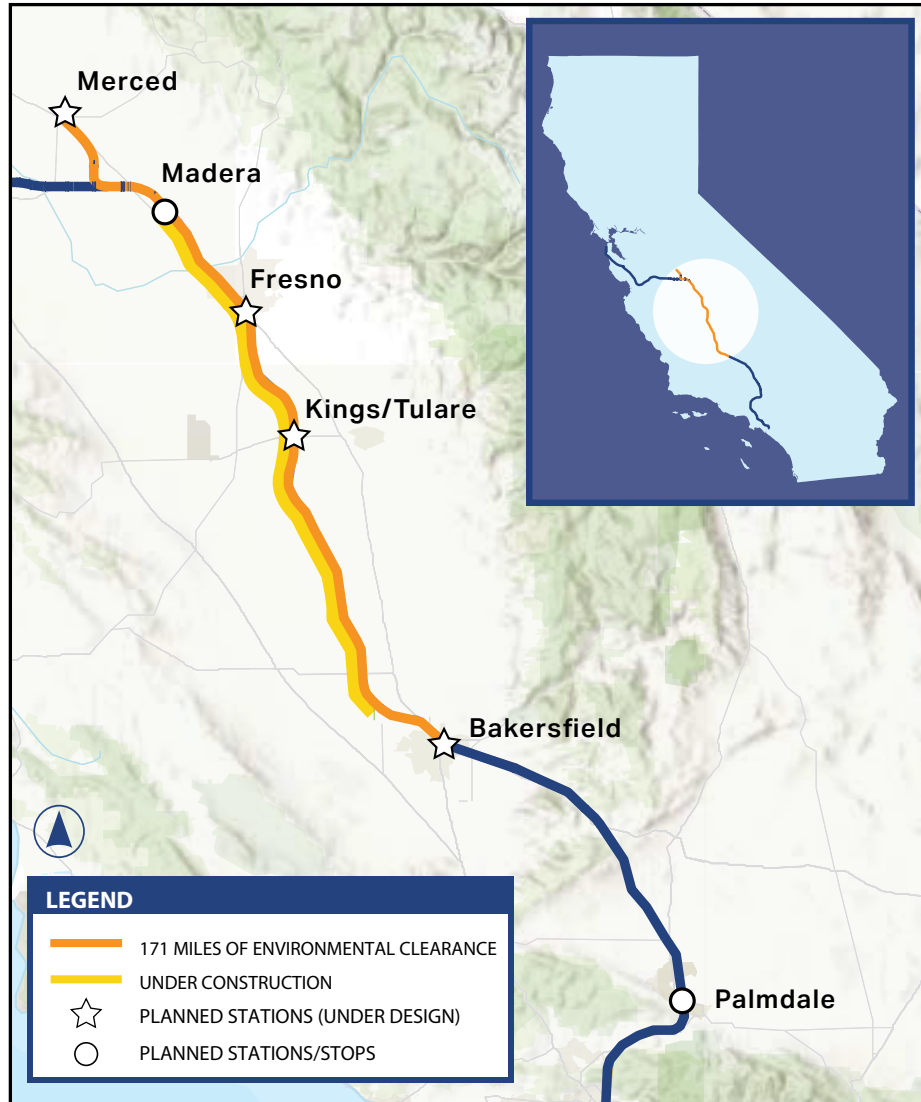 Merced
Madera
Fresno
Kings/Tulare
Bakersfield
Palmdale
LEGEND
171 MILES OF ENVIRONMENTAL CLEARANCE
UNDER CONSTRUCTION
PLANNED STATIONS (UNDER DESIGN)
PLANNED STATIONS/STOPS